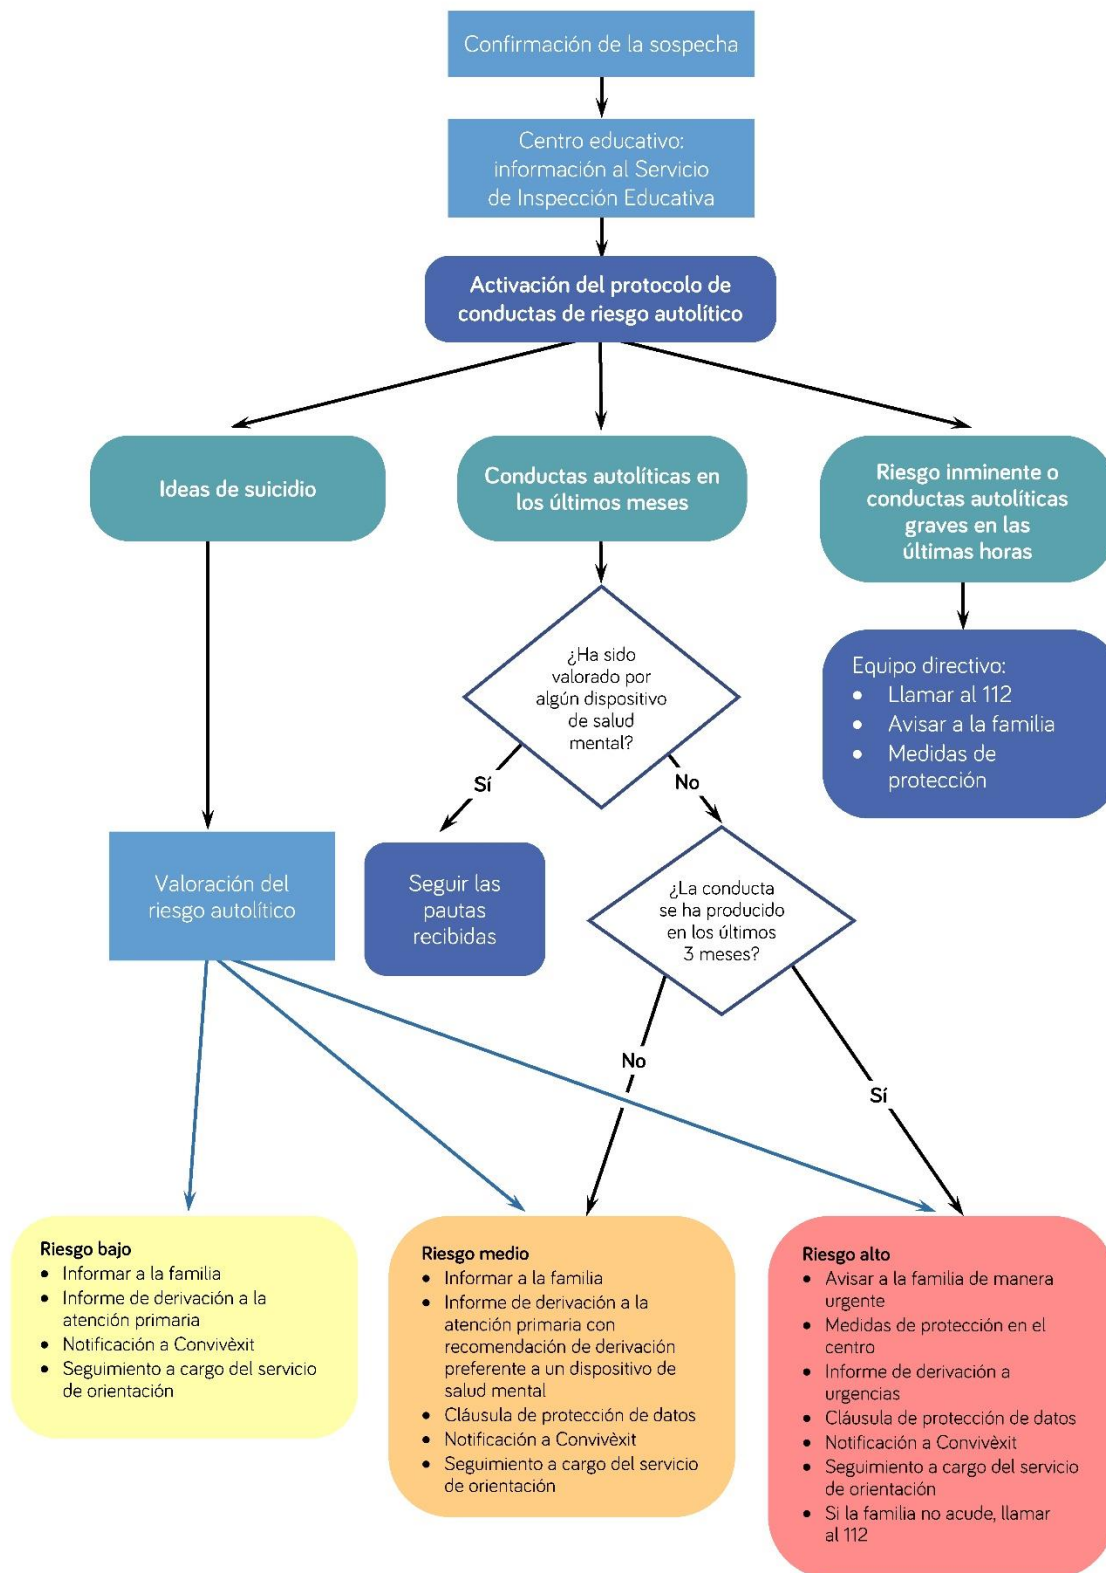 Confirmación de la sospecha
Centro educativo:
información al Servicio
de Inspección Educativa
Activación del protocolo de
conductas de riesgo autolítico
Ideas de suicidio
Conductas autolíticas en
los últimos meses
Riesgo inminente o
conductas autolíticas
graves en las
últimas horas
¿Ha sido
valorado por
algún dispositivo
de salud
mental?
Equipo directivo:
• Llamar al 112
• Avisar a la familia
• Medidas de
protección
Sí
No
Valoración del
riesgo autolítico
Seguir las
pautas
recibidas
¿La conducta
se ha producido
en los últimos
3 meses?
No
Sí
Riesgo bajo
• Informar a la familia
• Informe de derivación a la
atención primaria
• Notificación a Convivèxit
• Seguimiento a cargo del servicio
de orientación
Riesgo medio
• Informar a la familia
• Informe de derivación a la
atención primaria con
recomendación de derivación
preferente a un dispositivo de
salud mental
• Cláusula de protección de datos
• Notificación a Convivèxit
• Seguimiento a cargo del servicio
de orientación
Riesgo alto
• Avisar a la familia de manera
urgente
• Medidas de protección en el
centro
• Informe de derivación a
urgencias
• Cláusula de protección de datos
• Notificación a Convivèxit
• Seguimiento a cargo del servicio
de orientación
• Si la familia no acude, llamar
al 112